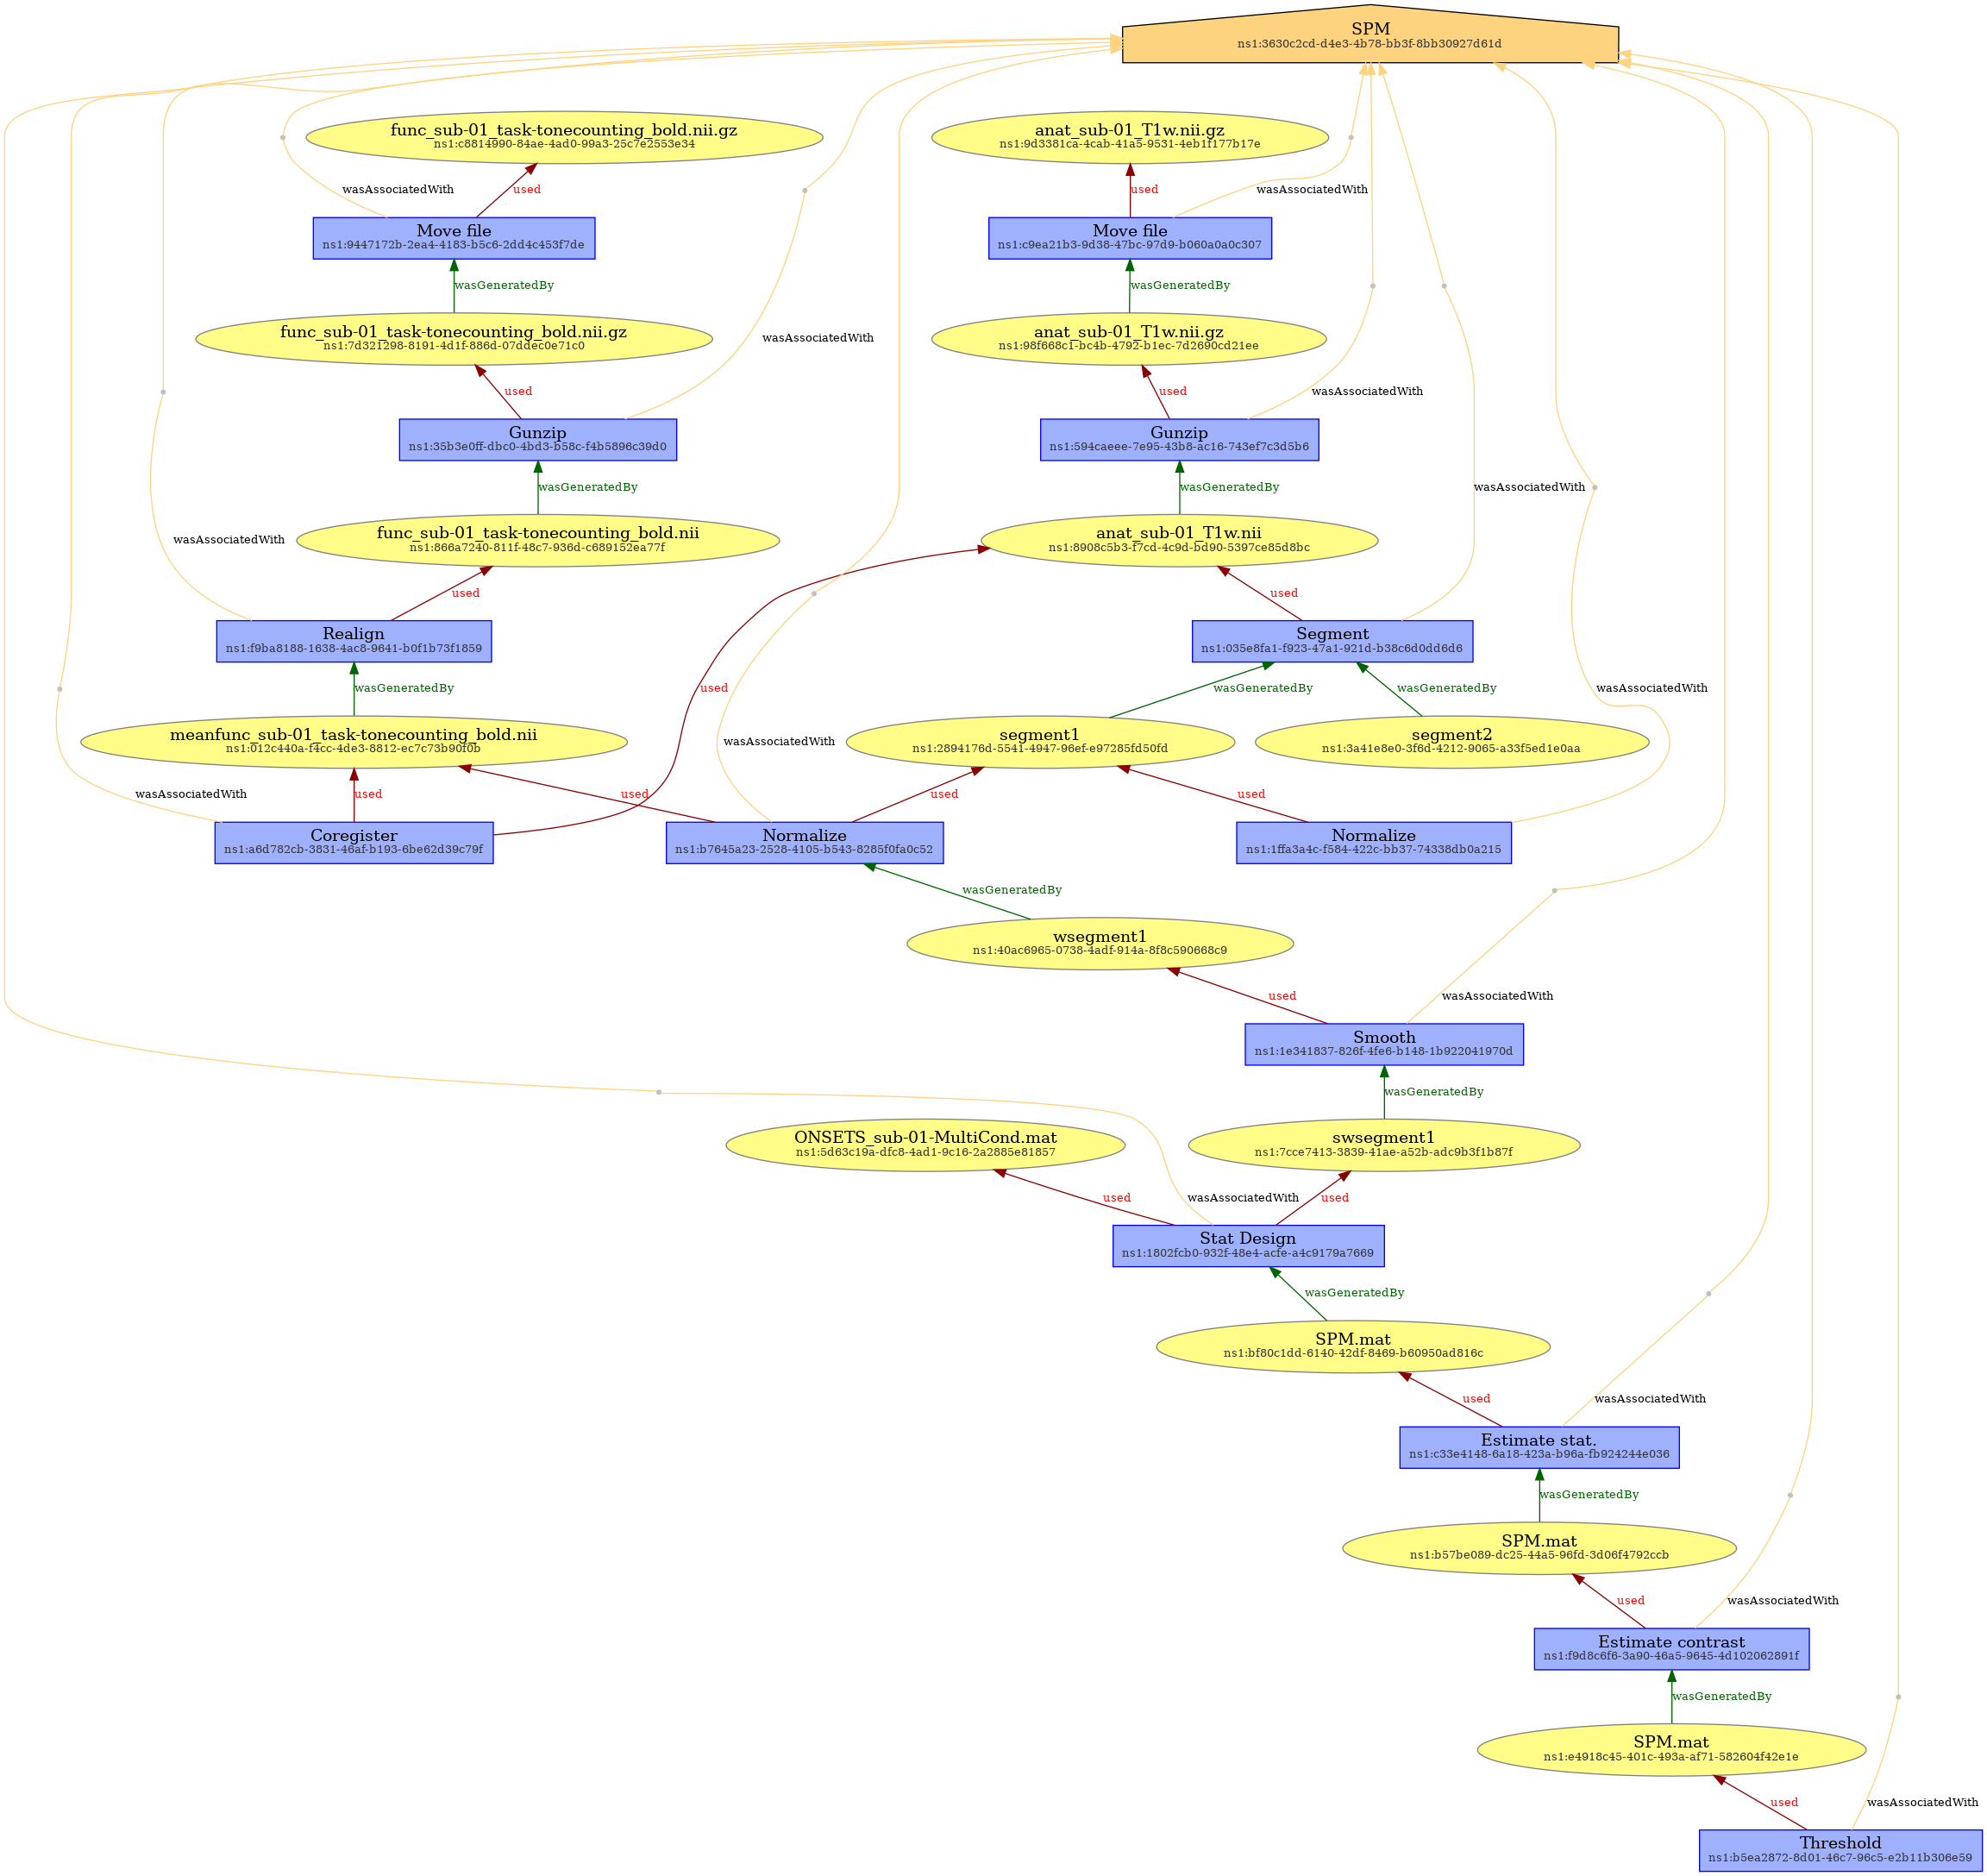 SPM
ns1:3630c2cd-d4e3-4b78-bb3f-8bb30927d61d
func_sub-01_task-tonecounting_bold.nii.gz
ns1:c8814990-84ae-4ad0-99a3-25c7e2553e34
anat_sub-01_T1w.nii.gz
ns1:9d3381ca-4cab-41a5-9531-4eb1f177b17e
wasAssociatedWith
used
used
wasAssociatedWith
Move file
ns1:9447172b-2ea4-4183-b5c6-2dd4c453f7de
Move file
ns1:c9ea21b3-9d38-47bc-97d9-b060a0a0c307
wasGeneratedBy
wasGeneratedBy
func_sub-01_task-tonecounting_bold.nii.gz
ns1:7d321298-8191-4d1f-886d-07ddec0e71c0
wasAssociatedWith
anat_sub-01_T1w.nii.gz
ns1:98f668c1-bc4b-4792-b1ec-7d2690cd21ee
used
used
wasAssociatedWith
Gunzip
ns1:35b3e0ff-dbc0-4bd3-b58c-f4b5896c39d0
Gunzip
ns1:594caeee-7e95-43b8-ac16-743ef7c3d5b6
wasGeneratedBy
wasGeneratedBy
wasAssociatedWith
wasAssociatedWith
func_sub-01_task-tonecounting_bold.nii
ns1:866a7240-811f-48c7-936d-c689152ea77f
anat_sub-01_T1w.nii
ns1:8908c5b3-f7cd-4c9d-bd90-5397ce85d8bc
used
used
Realign
ns1:f9ba8188-1638-4ac8-9641-b0f1b73f1859
Segment
ns1:035e8fa1-f923-47a1-921d-b38c6d0dd6d6
wasGeneratedBy
used
wasGeneratedBy
wasGeneratedBy
wasAssociatedWith
meanfunc_sub-01_task-tonecounting_bold.nii
ns1:012c440a-f4cc-4de3-8812-ec7c73b90f0b
wasAssociatedWith
segment1
ns1:2894176d-5541-4947-96ef-e97285fd50fd
segment2
ns1:3a41e8e0-3f6d-4212-9065-a33f5ed1e0aa
wasAssociatedWith
used
used
used
used
Coregister
ns1:a6d782cb-3831-46af-b193-6be62d39c79f
Normalize
ns1:b7645a23-2528-4105-b543-8285f0fa0c52
Normalize
ns1:1ffa3a4c-f584-422c-bb37-74338db0a215
wasGeneratedBy
wsegment1
ns1:40ac6965-0738-4adf-914a-8f8c590668c9
used
wasAssociatedWith
Smooth
ns1:1e341837-826f-4fe6-b148-1b922041970d
wasGeneratedBy
ONSETS_sub-01-MultiCond.mat
ns1:5d63c19a-dfc8-4ad1-9c16-2a2885e81857
swsegment1
ns1:7cce7413-3839-41ae-a52b-adc9b3f1b87f
used
wasAssociatedWith
used
Stat Design
ns1:1802fcb0-932f-48e4-acfe-a4c9179a7669
wasGeneratedBy
SPM.mat
ns1:bf80c1dd-6140-42df-8469-b60950ad816c
used
wasAssociatedWith
Estimate stat.
ns1:c33e4148-6a18-423a-b96a-fb924244e036
wasGeneratedBy
SPM.mat
ns1:b57be089-dc25-44a5-96fd-3d06f4792ccb
used
wasAssociatedWith
Estimate contrast
ns1:f9d8c6f6-3a90-46a5-9645-4d102062891f
wasGeneratedBy
SPM.mat
ns1:e4918c45-401c-493a-af71-582604f42e1e
used
wasAssociatedWith
Threshold
ns1:b5ea2872-8d01-46c7-96c5-e2b11b306e59